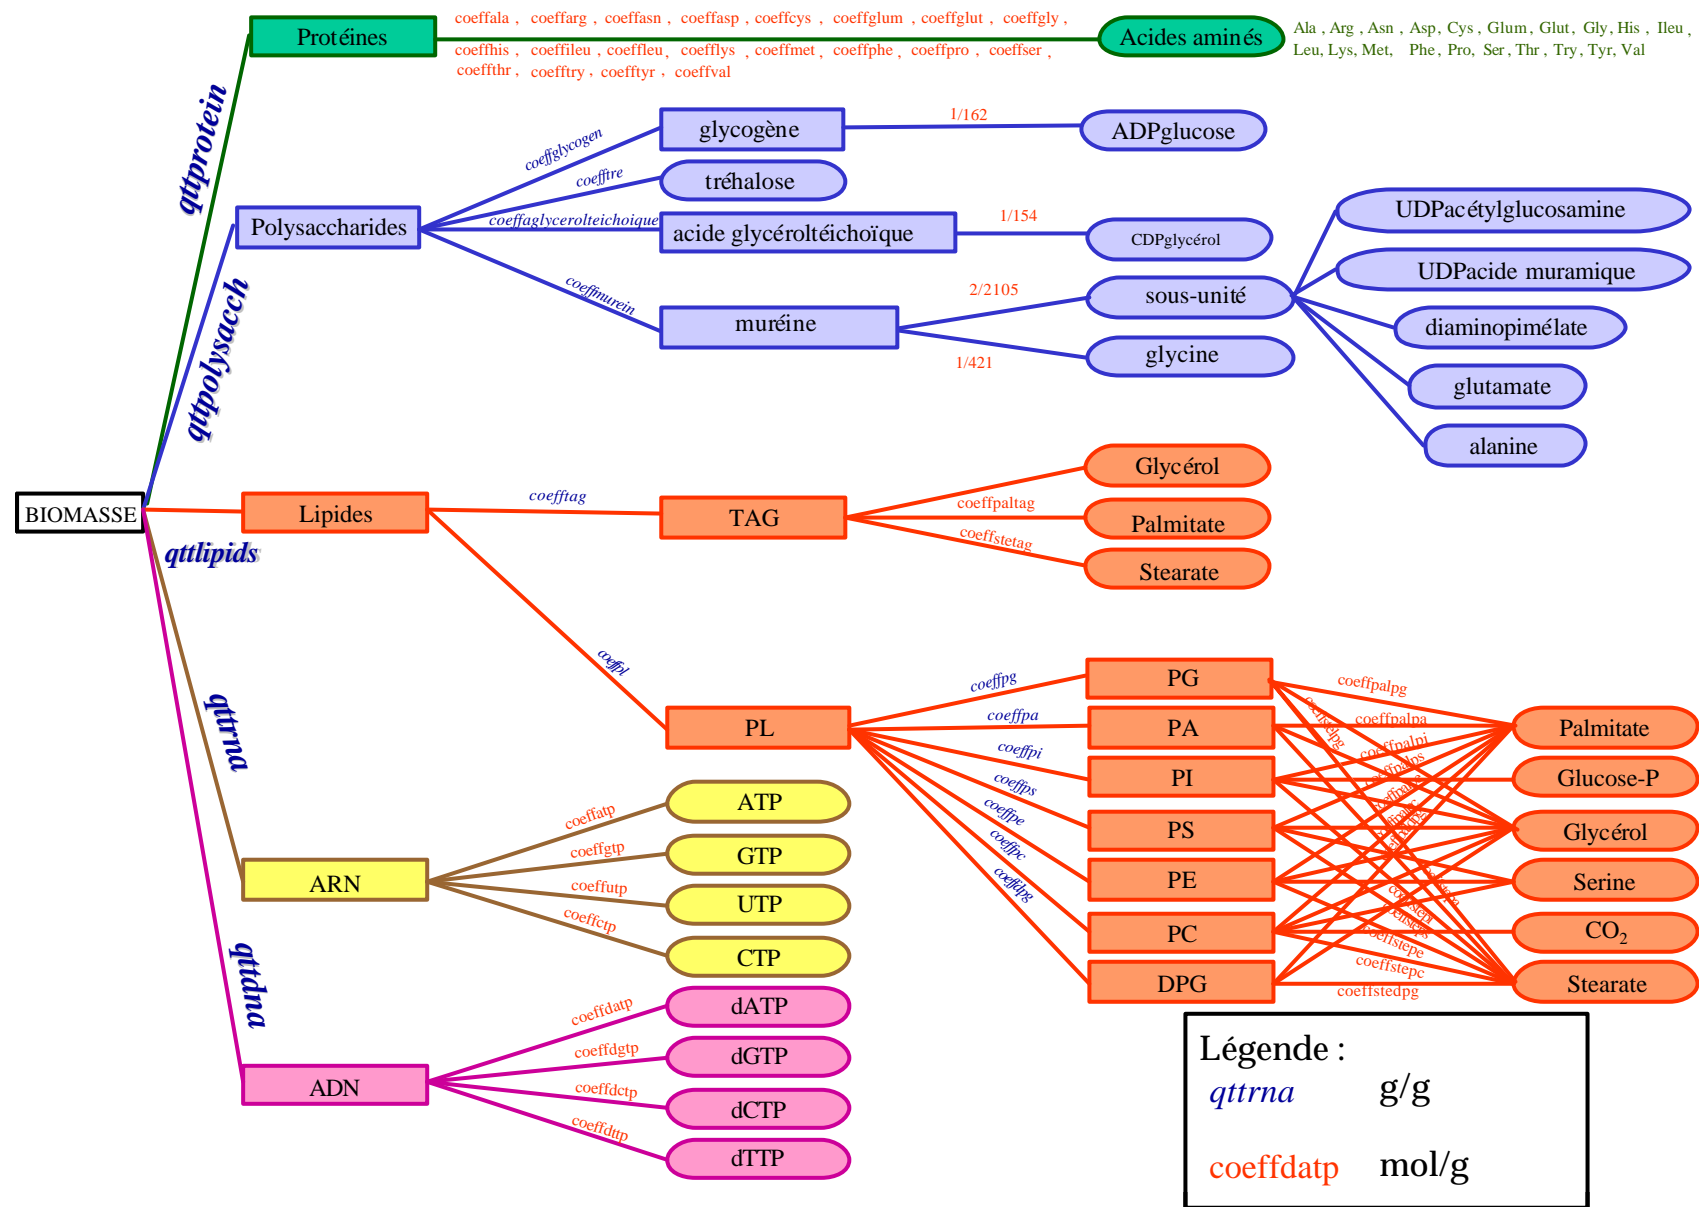 coeffala , coeffarg , coeffasn , coeffasp , coeffcys , coeffglum , coeffglut , coeffgly ,
Protéines
Acides aminés
Ala , Arg , Asn , Asp, Cys , Glum , Glut , Gly, His , Ileu ,
Leu, Lys, Met, Phe, Pro, Ser, Thr , Try, Tyr, Val
coeffhis , coeffileu , coeffleu , coefflys , coeffmet , coeffphe , coeffpro , coeffser ,
coeffthr , coefftry , coefftyr , coeffval
qttprotein
coeffglycogen
glycogène
1/162
ADPglucose
coefftre
tréhalose
Polysaccharides
coeffaglycerolteichoique
acide glycéroltéichoïque
1/154
CDPglycérol
UDPacétylglucosamine
UDPacide muramique
coeffmurein
muréine
2/2105
sous-unité
diaminopimélate
1/421
glycine
glutamate
alanine
qttpolysacch
BIOMASSE
Lipides
qttlipids
coefftag
TAG
Glycérol
coeffpaltag
Palmitate
coeffstetag
Stearate
coeffpl
PL
coeffpg
PG
coeffpalpg
coeffstepg
coeffpa
PA
coeffpalpa
Palmitate
coeffpi
PI
coeffpalpi
Glucose-P
coeffps
coeffpalps
PS
Glycérol
coeffpe
PE
Serine
coeffpc
PC
CO2
coeffdpg
DPG
coeffstepi
coeffsteps
coeffstepe
coeffstepc
coeffstedpg
Stearate
qttrna
ARN
coeffatp
ATP
coeffgtp
GTP
coeffutp
UTP
coeffctp
CTP
qttdna
ADN
coeffdatp
dATP
coeffdgtp
dGTP
coeffdctp
dCTP
coeffdttp
dTTP
Légende :
qttrna g/g
coeffdatp mol/g